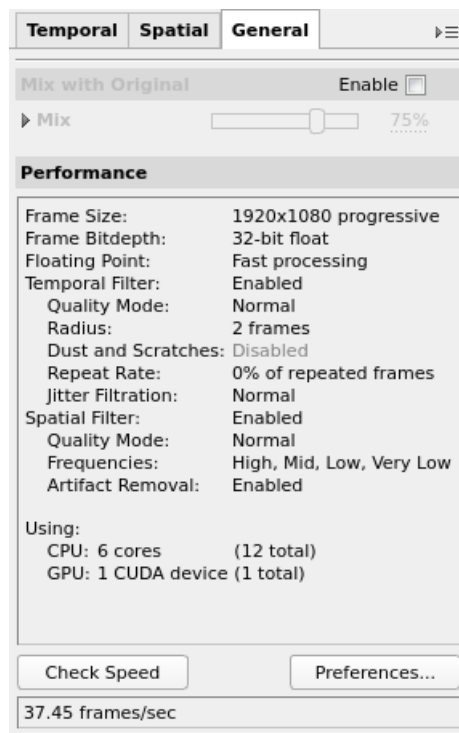 Temporal Spatial General
Mix with Original Enable
Mix 75%
Performance
Frame Size: 1920x1080 progressive
Frame Bitdepth: 32-bit float
Floating Point: Fast processing
Temporal Filter: Enabled
Quality Mode: Normal
Radius: 2 frames
Dust and Scratches: Disabled
Repeat Rate: 0% of repeated frames
Jitter Filtration: Normal
Spatial Filter: Enabled
Quality Mode: Normal
Frequencies: High, Mid, Low, Very Low
Artifact Removal: Enabled
Using:
CPU: 6 cores (12 total)
GPU: 1 CUDA device (1 total)
Check Speed Preferences...
37.45 frames/sec